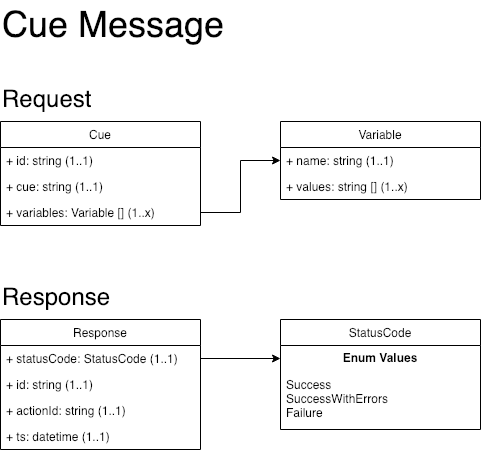 Cue Message
Request
Cue
+ id: string (1..1)
+ cue: string (1..1)
+ variables: Variable [] (1..x)
Variable
+ name: string (1..1)
+ values: string [] (1..x)
Response
Response
+ statusCode: StatusCode (1..1)
+ id: string (1..1)
+ actionId: string (1..1)
+ ts: datetime (1..1)
StatusCode
Enum Values
Success
SuccessWithErrors
Failure